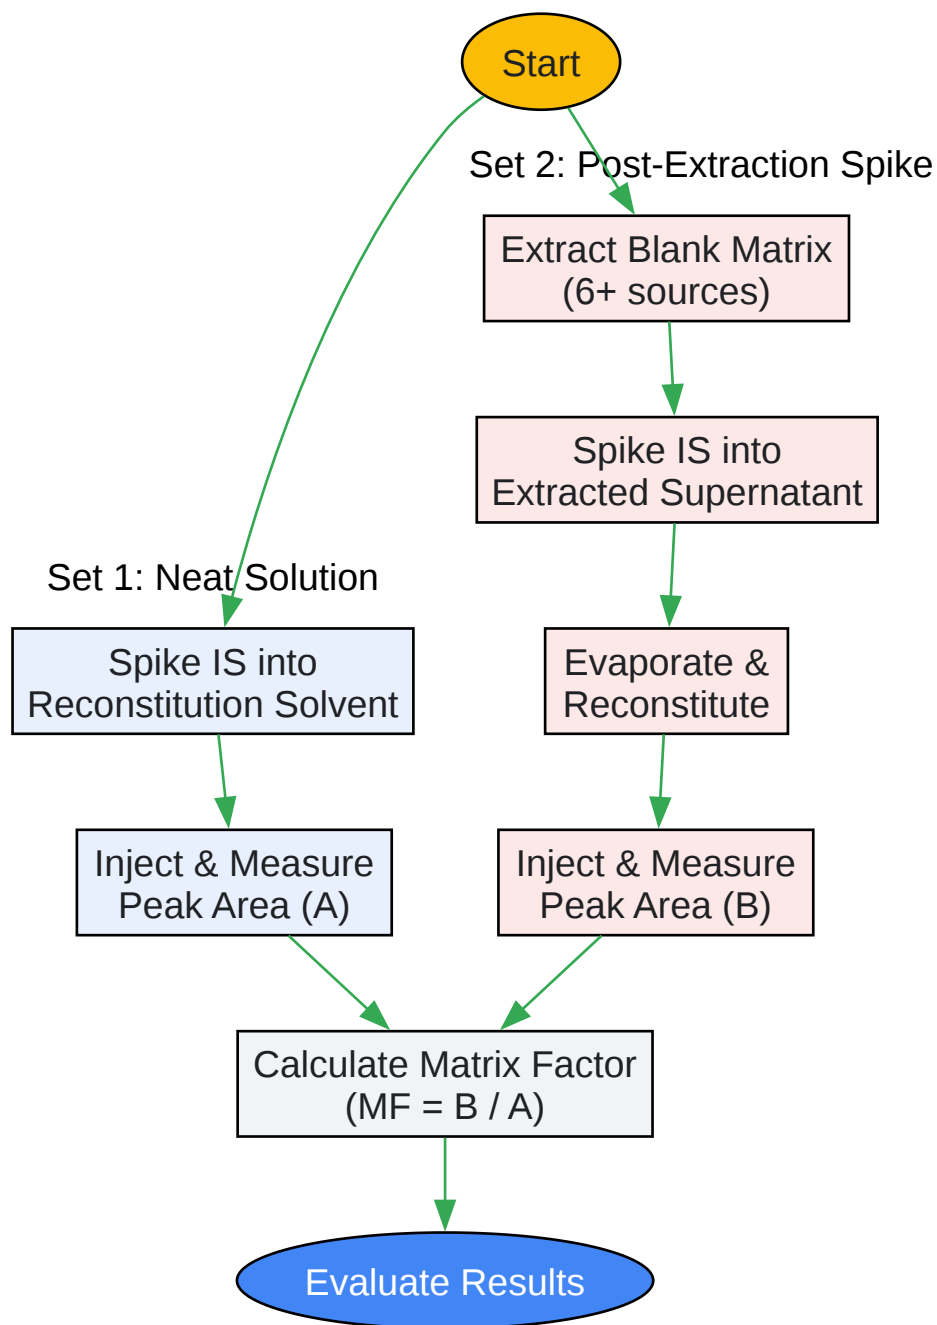 Start
Set 2: Post-Extraction Spike
Extract Blank Matrix
(6+ sources)
Spike IS into
Extracted Supernatant
Set 1: Neat Solution
Spike IS into
Reconstitution Solvent
Evaporate &
Reconstitute
Inject & Measure
Peak Area (A)
Inject & Measure
Peak Area (B)
Calculate Matrix Factor
(MF = B / A)
Evaluate Results